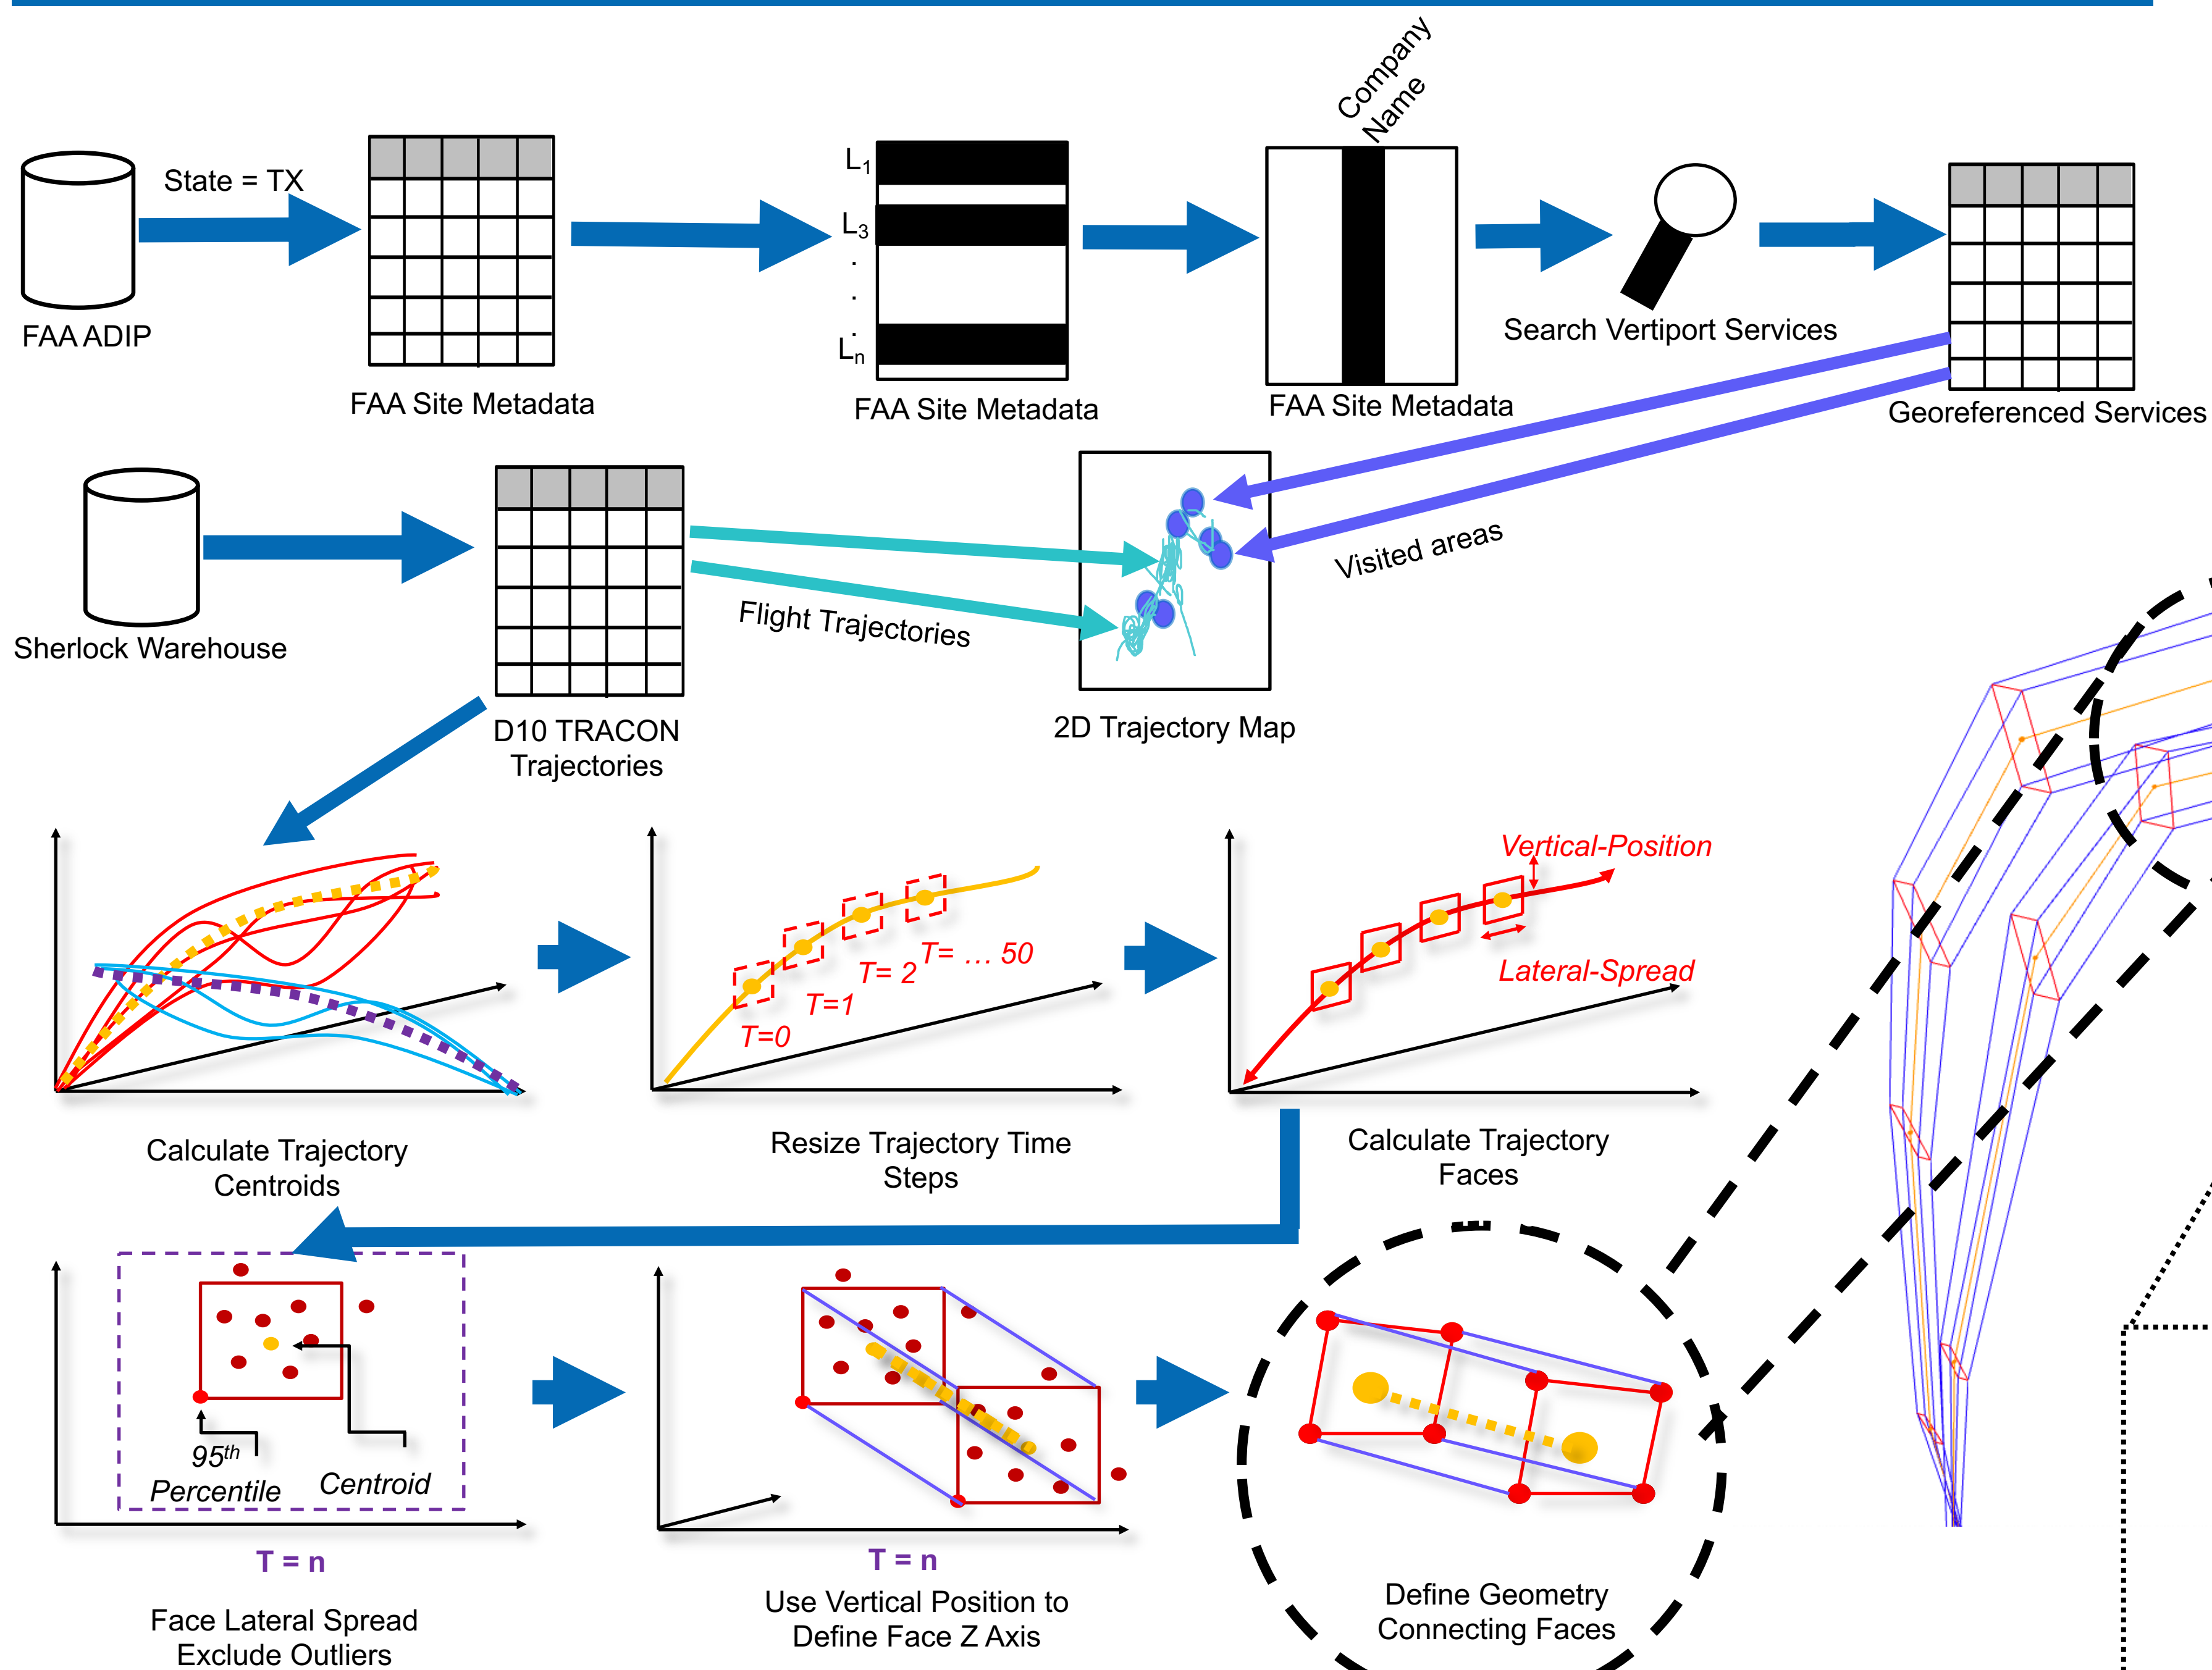 Company
Name
State = TX
L1
L3
.
.
.
Ln
FAA ADIP
FAA Site Metadata
FAA Site Metadata
FAA Site Metadata
Search Vertiport Services
Georeferenced Services
Sherlock Warehouse
D10 TRACON
Trajectories
Flight Trajectories
Visited areas
2D Trajectory Map
Calculate Trajectory
Centroids
T=0
T=1
T= 2
T= … 50
Resize Trajectory Time
Steps
Vertical-Position
Lateral-Spread
Calculate Trajectory
Faces
95th
Percentile
Centroid
T = n
Face Lateral Spread
Exclude Outliers
T = n
Use Vertical Position to
Define Face Z Axis
Define Geometry
Connecting Faces